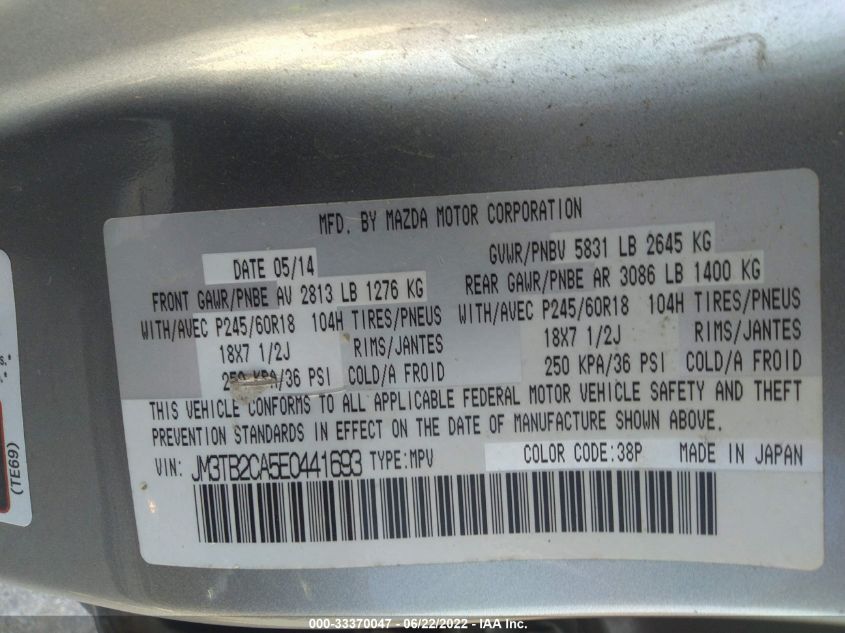 MFD. BY MAZDA MOTOR CORPORATION
DATE 05/14
GVWR/PNBV 5831 LB 2645 KG
FRONT GAWR/PNBE AV 2813 LB 1276 KG
REAR GAWR/PNBE AR 3086 LB 1400 KG
WITH/AVEC P245/60R18 104H TIRES/PNEUS
WITH/AVEC P245/60R18 104H TIRES/PNEUS
18X7 1/2J RIMS/JANTES
18X7 1/2J RIMS/JANTES
250 KPA/36 PSI COLD/A FROID
250 KPA/36 PSI COLD/A FROID
THIS VEHICLE CONFORMS TO ALL APPLICABLE FEDERAL MOTOR VEHICLE SAFETY AND THEFT
PREVENTION STANDARDS IN EFFECT ON THE DATE OF MANUFACTURE SHOWN ABOVE.
VIN: JM3TB2CA5E0441693 TYPE:MPV COLOR CODE:38P MADE IN JAPAN
(TE69)
000-33370047 - 06/22/2022 - IAA Inc.